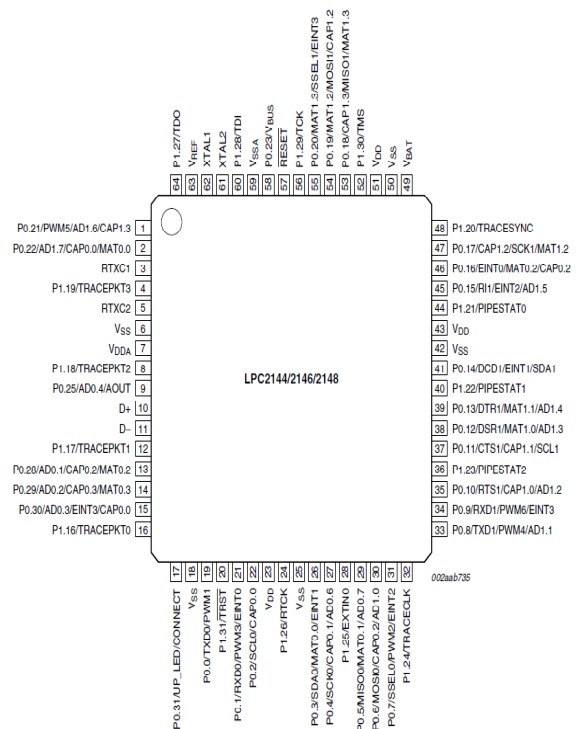 P1.27/TDO
VREF
XTAL1
XTAL2
P1.28/TDI
VSSA
P0.23/VBUS
RESET
P1.29/TCK
P0.20/MAT1.3/SSEL1/EINT3
P0.19/MAT1.2/MOSI1/CAP1.2
P0.18/CAP1.3/MISO1/MAT1.3
P1.30/TMS
VDD
VSS
VBAT
64 63 62 61 60 59 58 57 56 55 54 53 52 51 50 49
P0.21/PWM5/AD1.6/CAP1.3 1
P0.22/AD1.7/CAP0.0/MAT0.0 2
RTXC1 3
P1.19/TRACEPKT3 4
RTXC2 5
VSS 6
VDDA 7
P1.18/TRACEPKT2 8
P0.25/AD0.4/AOUT 9
D+ 10
D− 11
P1.17/TRACEPKT1 12
P0.28/AD0.1/CAP0.2/MAT0.2 13
P0.29/AD0.2/CAP0.3/MAT0.3 14
P0.30/AD0.3/EINT3/CAP0.0 15
P1.16/TRACEPKT0 16
LPC2144/2146/2148
48 P1.20/TRACESYNC
47 P0.17/CAP1.2/SCK1/MAT1.2
46 P0.16/EINT0/MAT0.2/CAP0.2
45 P0.15/RI1/EINT2/AD1.5
44 P1.21/PIPESTAT0
43 VDD
42 VSS
41 P0.14/DCD1/EINT1/SDA1
40 P1.22/PIPESTAT1
39 P0.13/DTR1/MAT1.1/AD1.4
38 P0.12/DSR1/MAT1.0/AD1.3
37 P0.11/CTS1/CAP1.1/SCL1
36 P1.23/PIPESTAT2
35 P0.10/RTS1/CAP1.0/AD1.2
34 P0.9/RXD1/PWM6/EINT3
33 P0.8/TXD1/PWM4/AD1.1
17 18 19 20 21 22 23 24 25 26 27 28 29 30 31 32
P0.31/UP_LED/CONNECT
VSS
P0.0/TXD0/PWM1
P1.31/TRST
P0.1/RXD0/PWM3/EINT0
P0.2/SCL0/CAP0.0
VDD
P1.26/RTCK
VSS
P0.3/SDA0/MAT0.0/EINT1
P0.4/SCK0/CAP0.1/AD0.6
P1.25/EXTIN0
P0.5/MISO0/MAT0.1/AD0.7
P0.6/MOSI0/CAP0.2/AD1.0
P0.7/SSEL0/PWM2/EINT2
P1.24/TRACECLK
002aab735